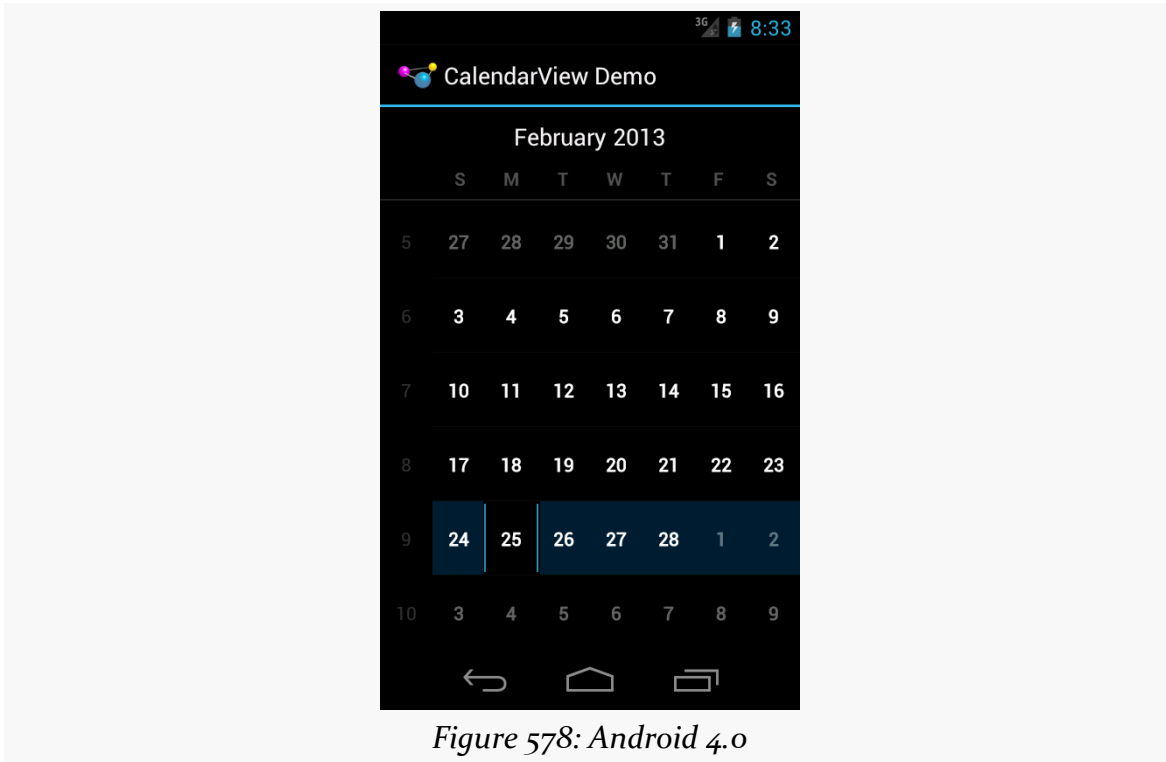 3G 8:33
CalendarView Demo
February 2013
S M T W T F S
5 27 28 29 30 31 1 2
6 3 4 5 6 7 8 9
7 10 11 12 13 14 15 16
8 17 18 19 20 21 22 23
9 24 25 26 27 28 1 2
10 3 4 5 6 7 8 9
Figure 578: Android 4.0